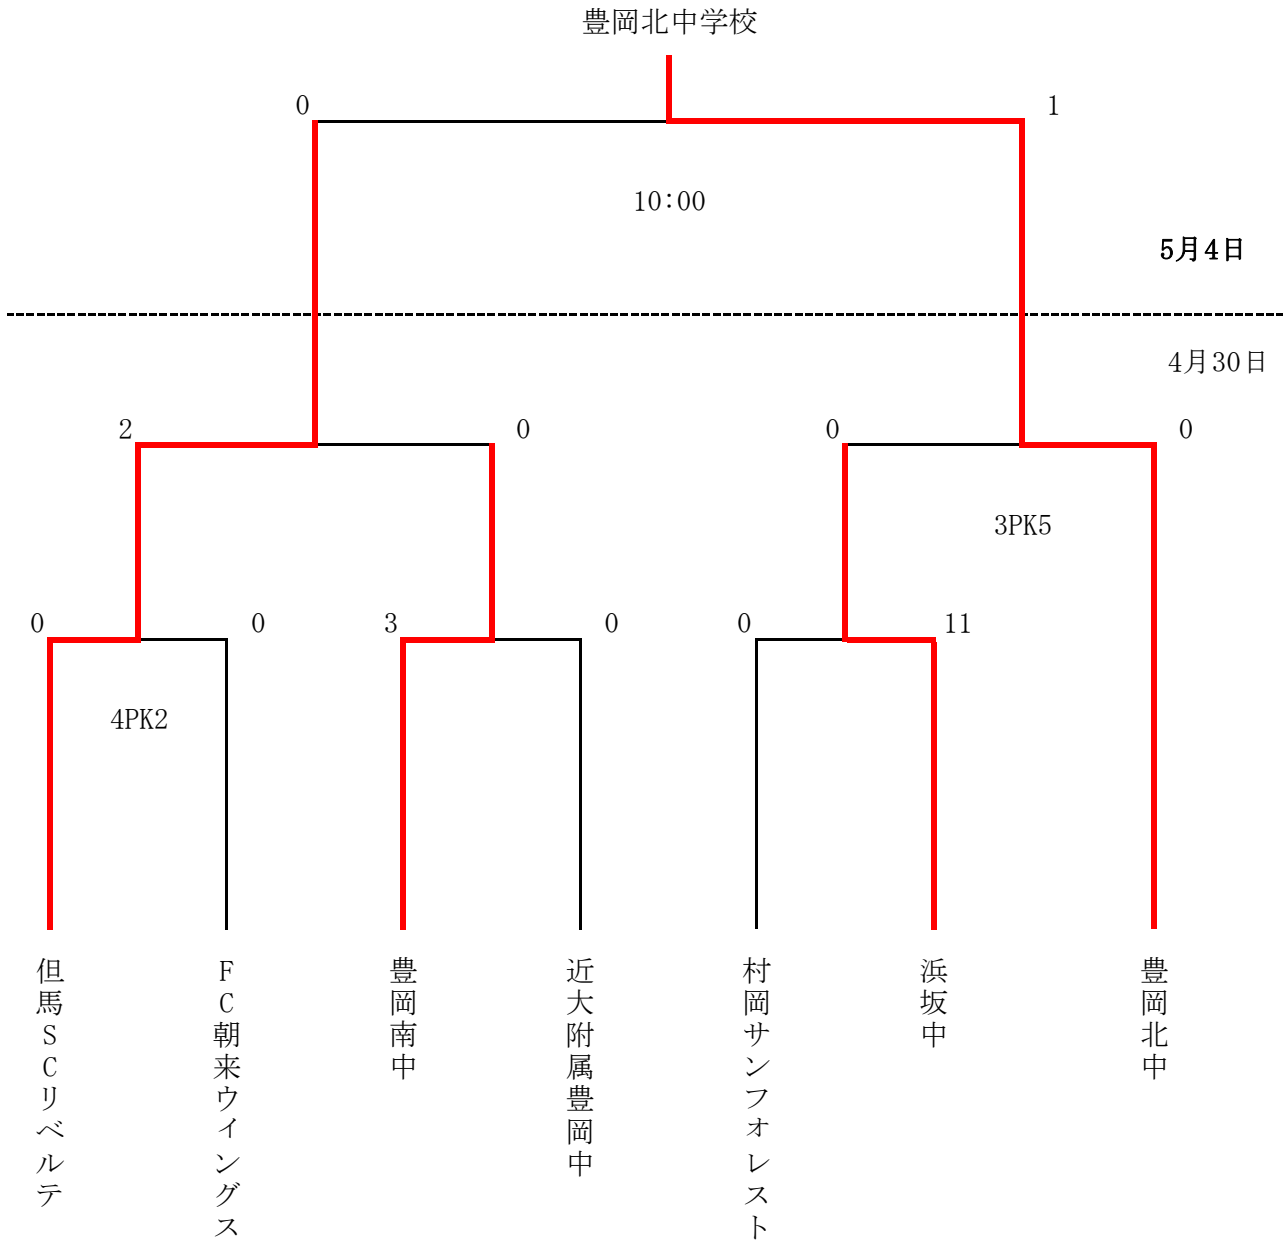 豊岡北中学校
0
1
10:00
5月4日
4月30日
2
0
0
0
3PK5
0
0
3
0
0
11
4PK2
但馬SCリベルテ
FC朝来ウイングス
豊岡南中
近大附属豊岡中
村岡サンフォレスト
浜坂中
豊岡北中